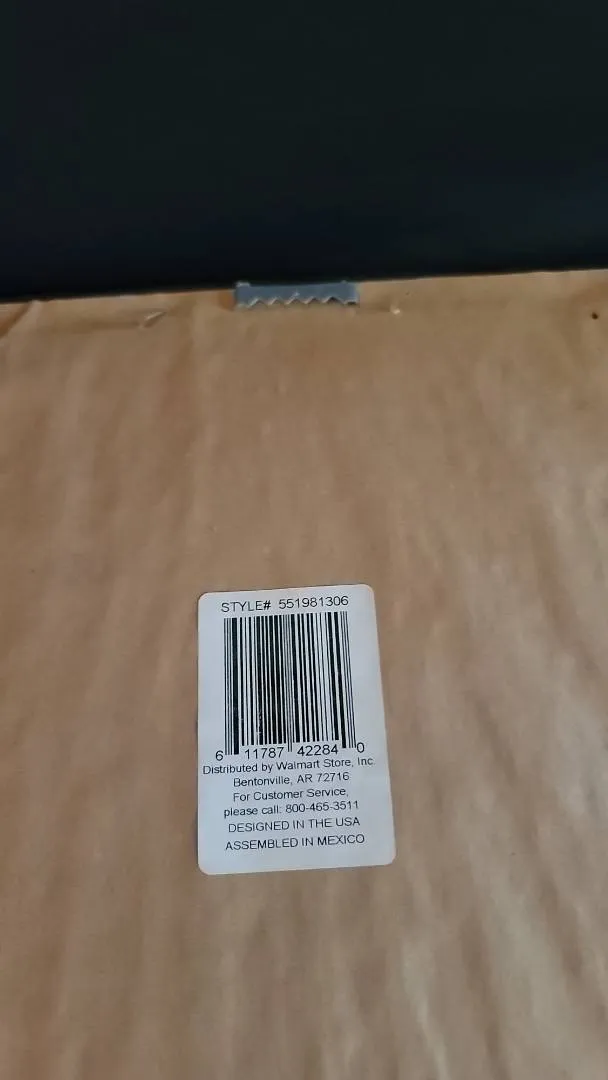 STYLE# 551981306
6 11787 42284 0
Distributed by Walmart Store, Inc.
Bentonville, AR 72716
For Customer Service,
please call: 800-465-3511
DESIGNED IN THE USA
ASSEMBLED IN MEXICO